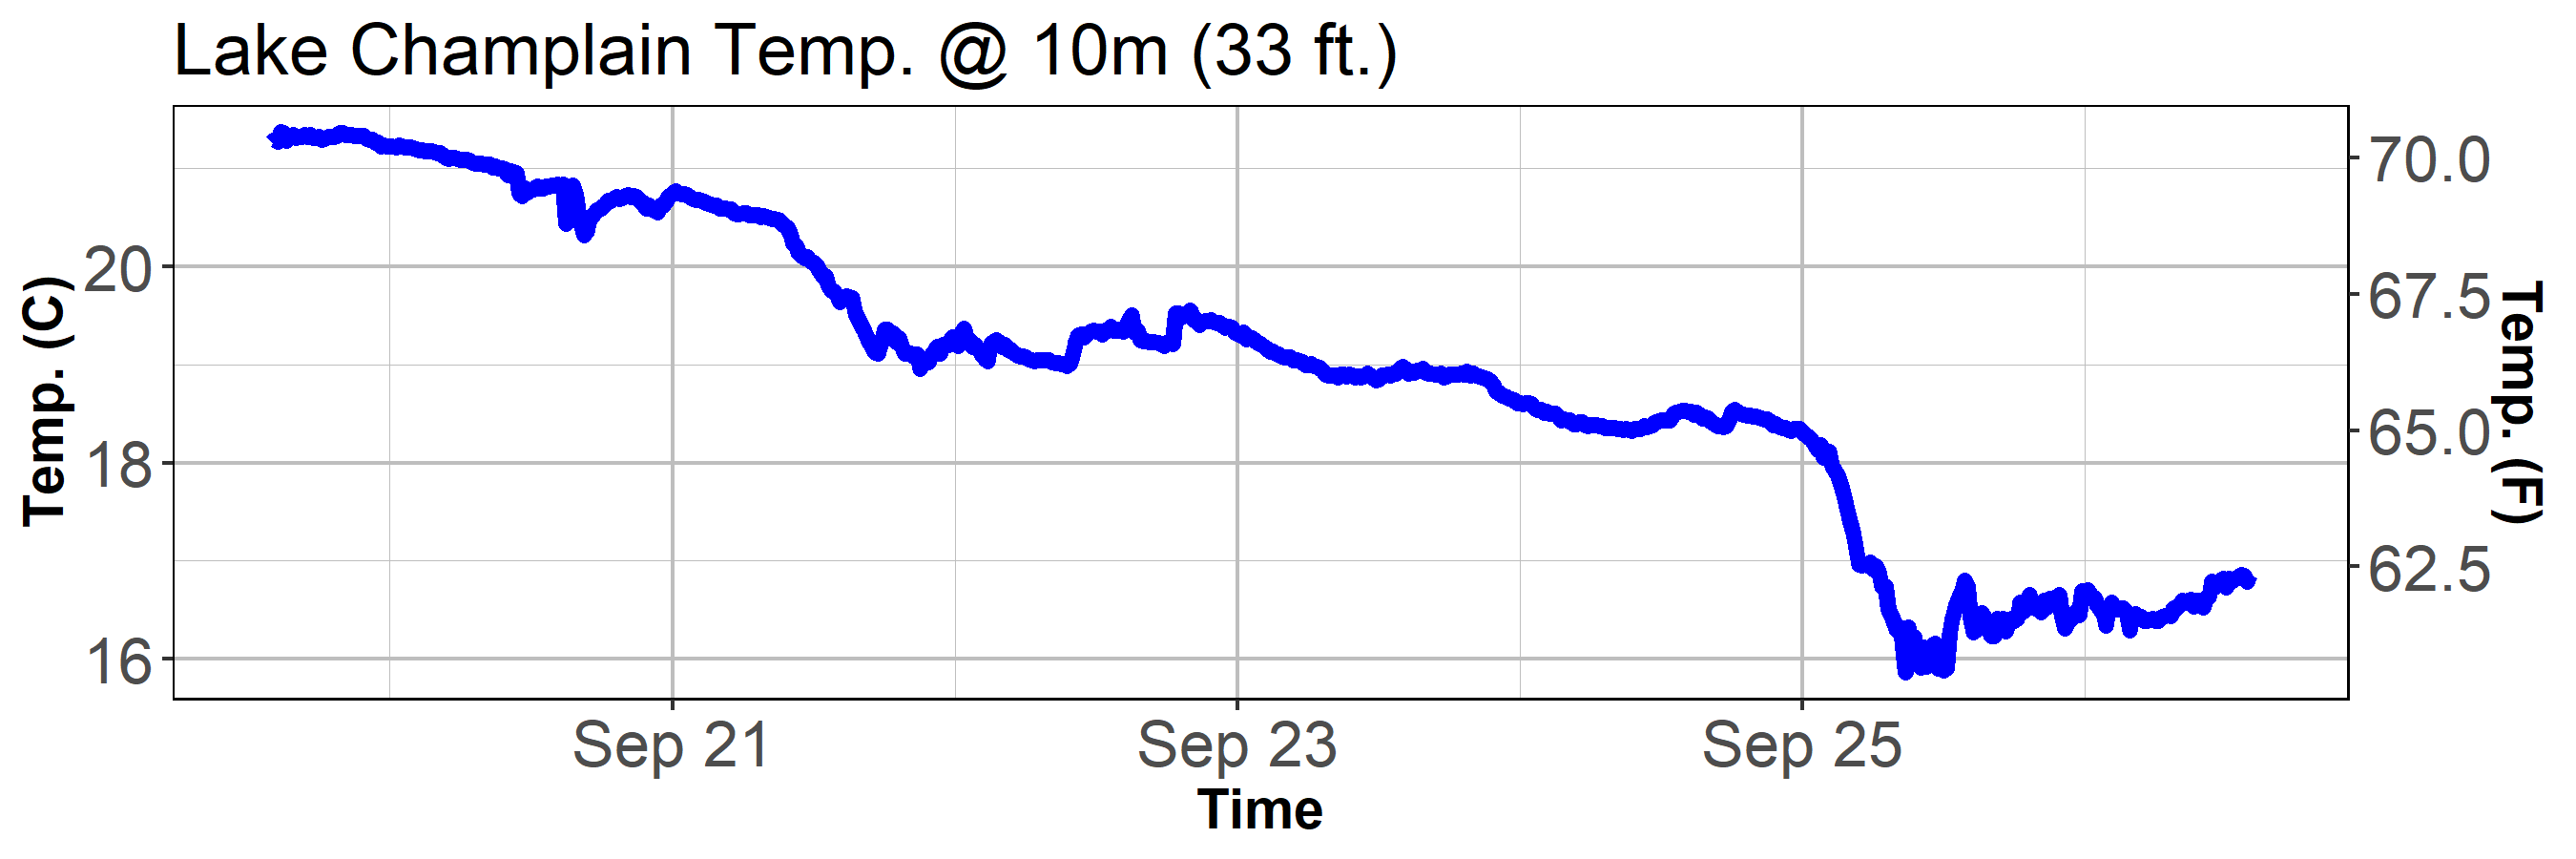 Lake Champlain Temp. @ 10m (33 ft.)
Temp. (C)
20
18
16
70.0
67.5
65.0
62.5
Temp. (F)
Sep 21
Sep 23
Sep 25
Time